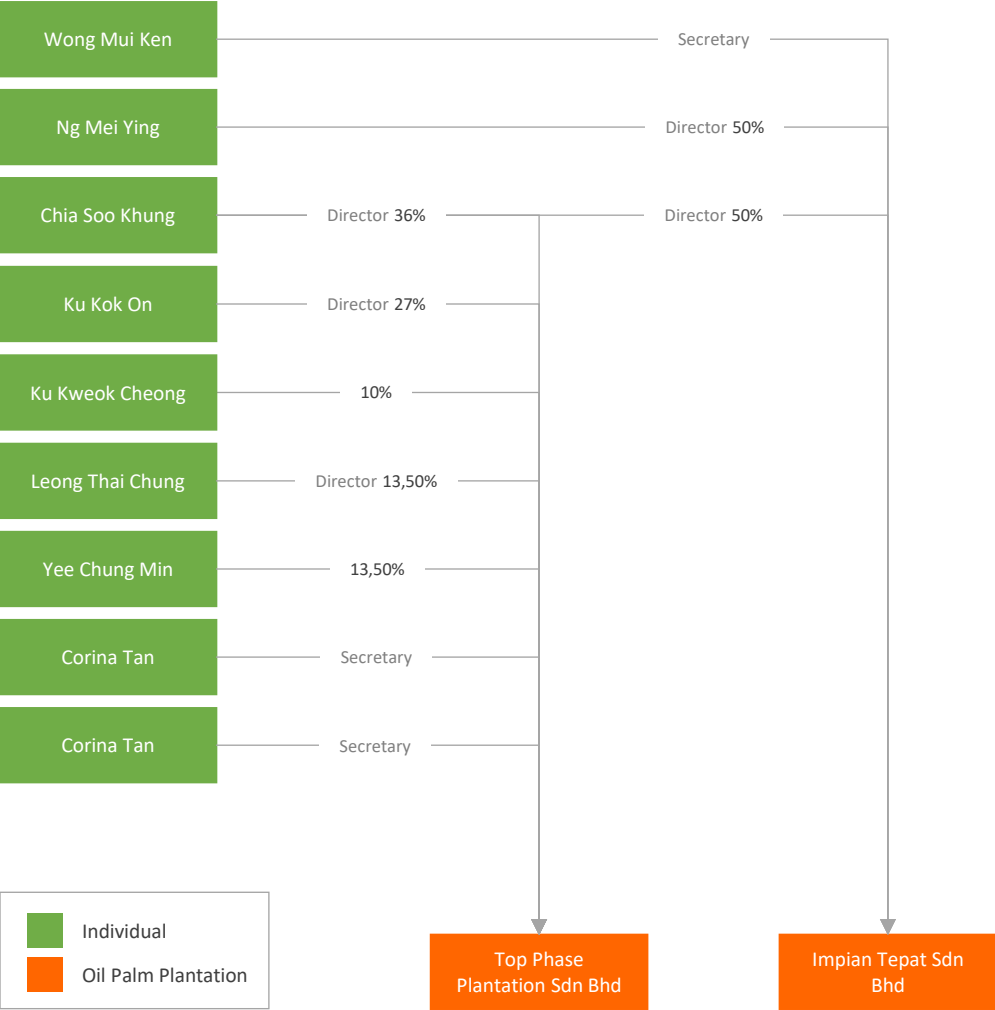 Wong Mui Ken
Secretary
Ng Mei Ying
Director 50%
Chia Soo Khung
Director 36%
Director 50%
Ku Kok On
Director 27%
Ku Kweok Cheong
10%
Leong Thai Chung
Director 13,50%
Yee Chung Min
13,50%
Corina Tan
Secretary
Corina Tan
Secretary
Individual
Oil Palm Plantation
Top Phase
Plantation Sdn Bhd
Impian Tepat Sdn
Bhd